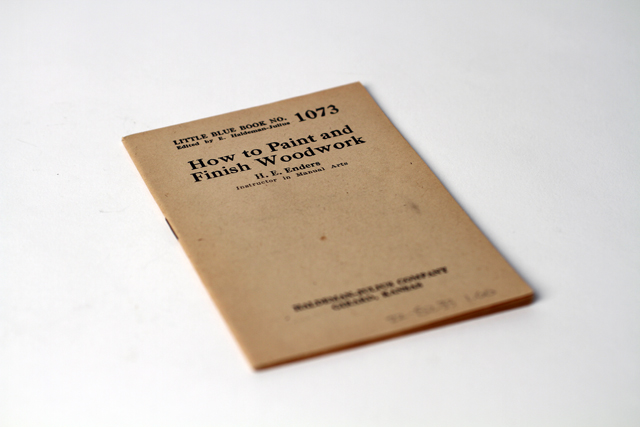 LITTLE BLUE BOOK NO. 1073
Edited by E. Haldeman-Julius
How to Paint and
Finish Woodwork
H. E. Enders
Instructor in Manual Arts
HALDEMAN-JULIUS COMPANY
GIRARD, KANSAS